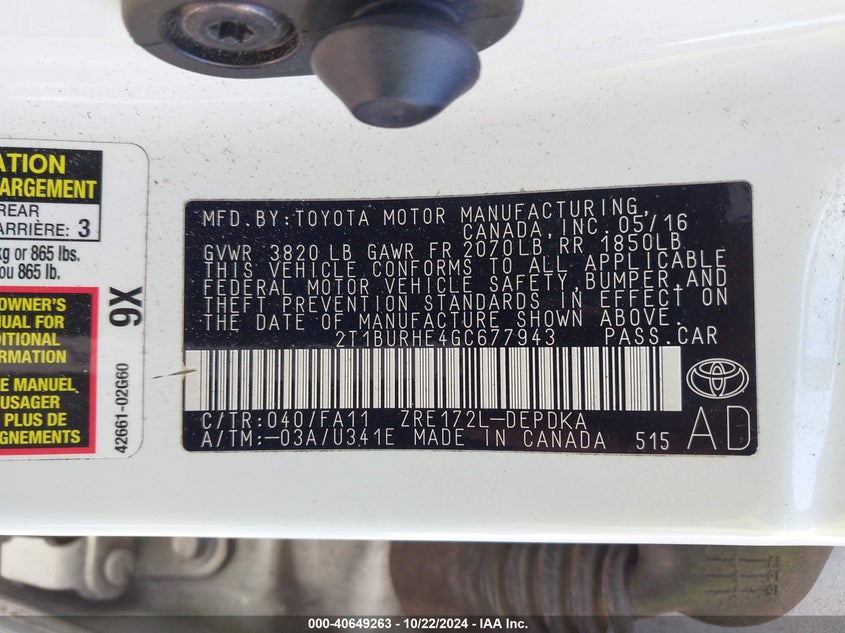 ATION
ARGEMENT
REAR
ARRIÈRE: 3
kg or 865 lbs.
ou 865 lb.
OWNER'S
UAL FOR
DITIONAL
ORMATION
E MANUEL
USAGER
PLUS DE
IGNEMENTS
9X
42661-02G60
MFD. BY: TOYOTA MOTOR MANUFACTURING,
CANADA, INC. 05/16
GVWR 3820 LB GAWR FR 2070LB, RR 1850LB
THIS VEHICLE CONFORMS TO ALL APPLICABLE
FEDERAL MOTOR VEHICLE SAFETY, BUMPER, AND
THEFT PREVENTION STANDARDS IN EFFECT ON
THE DATE OF MANUFACTURE SHOWN ABOVE.
2T1BURHE4GC677943 PASS. CAR
C/TR: 040/FA11 ZRE172L-DEPDKA
A/TM: -03A/U341E MADE IN CANADA 515
AD
000-40649263 - 10/22/2024 - IAA Inc.